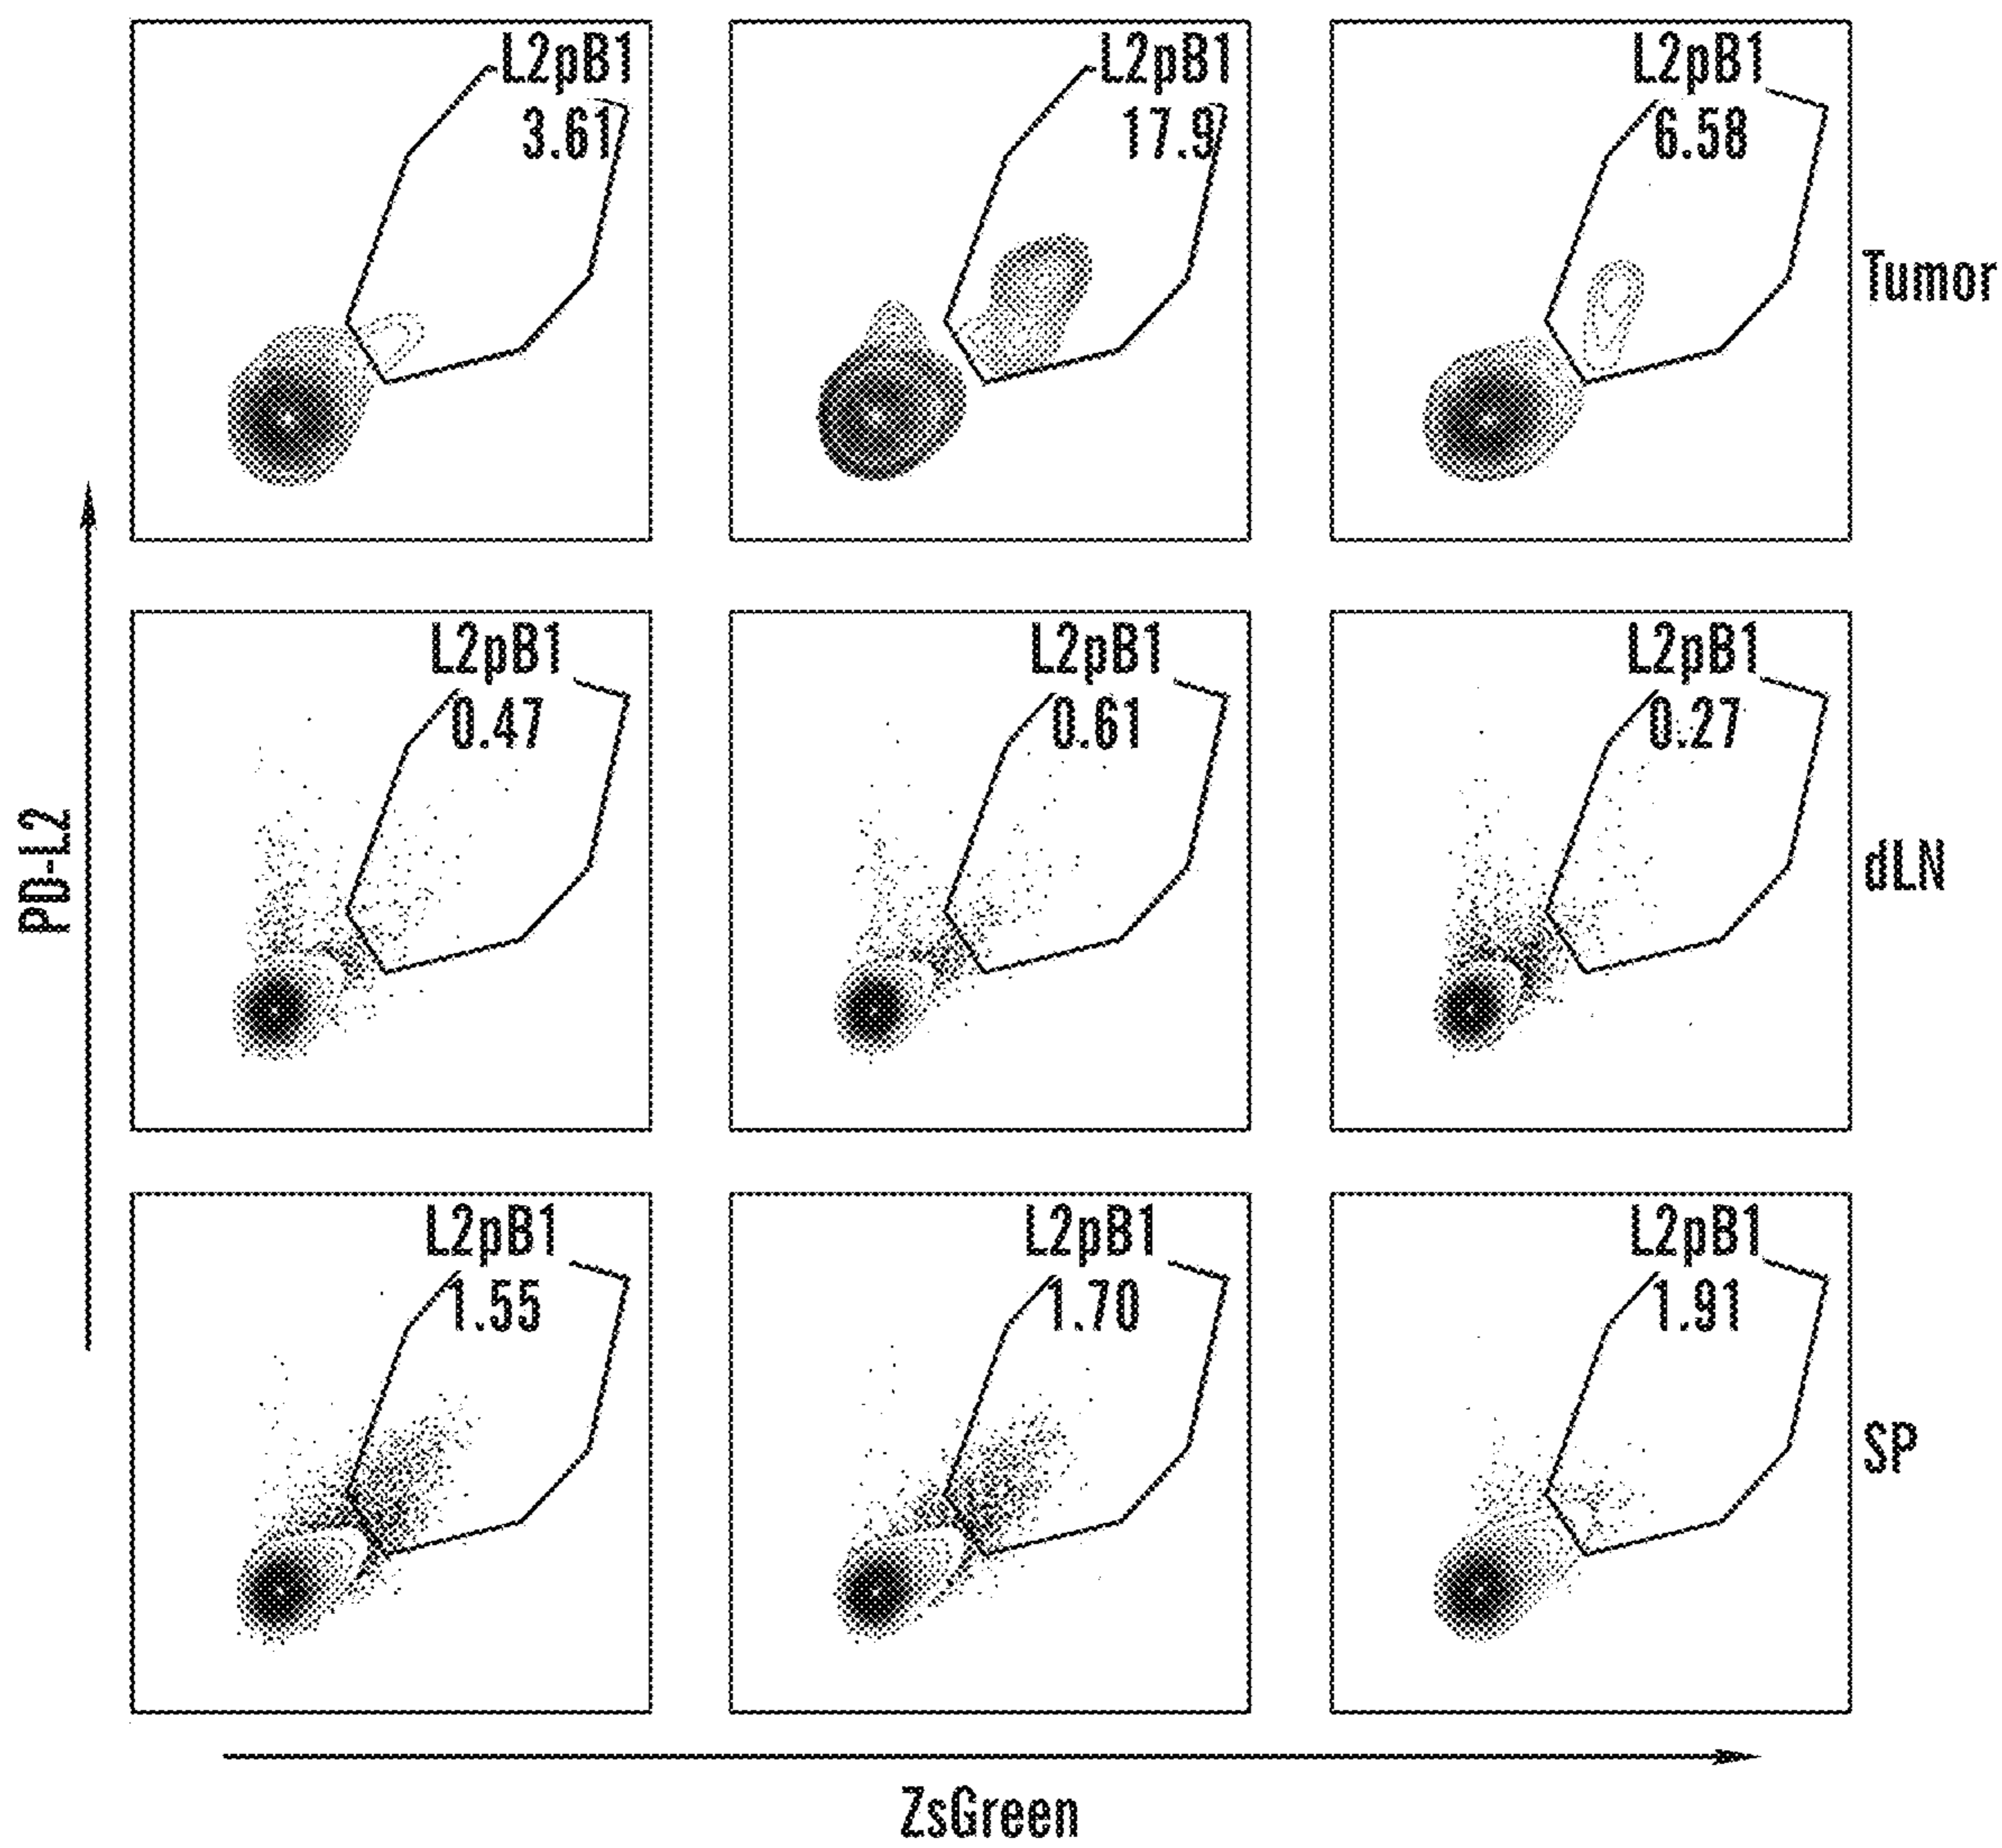 L2pB1
3.61
L2pB1
17.9
L2pB1
6.58
Tumor
L2pB1
0.47
L2pB1
0.61
L2pB1
0.27
dLN
PD-L2
L2pB1
1.55
L2pB1
1.70
L2pB1
1.91
SP
ZsGreen